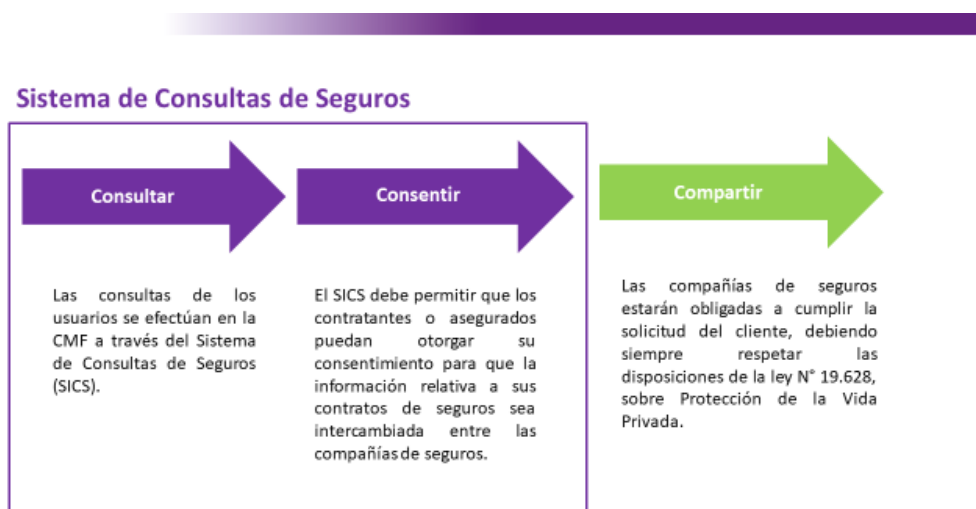 Sistema de Consultas de Seguros
Consultar
Las consultas de los
usuarios se efectúan en la
CMF a través del Sistema
de Consultas de Seguros
(SICS).
Consentir
El SICS debe permitir que los
contratantes o asegurados
puedan otorgar su
consentimiento para que la
información relativa a sus
contratos de seguros sea
intercambiada entre las
compañías de seguros.
Compartir
Las compañías de seguros
estarán obligadas a cumplir la
solicitud del cliente, debiendo
siempre respetar las
disposiciones de la ley N° 19.628,
sobre Protección de la Vida
Privada.